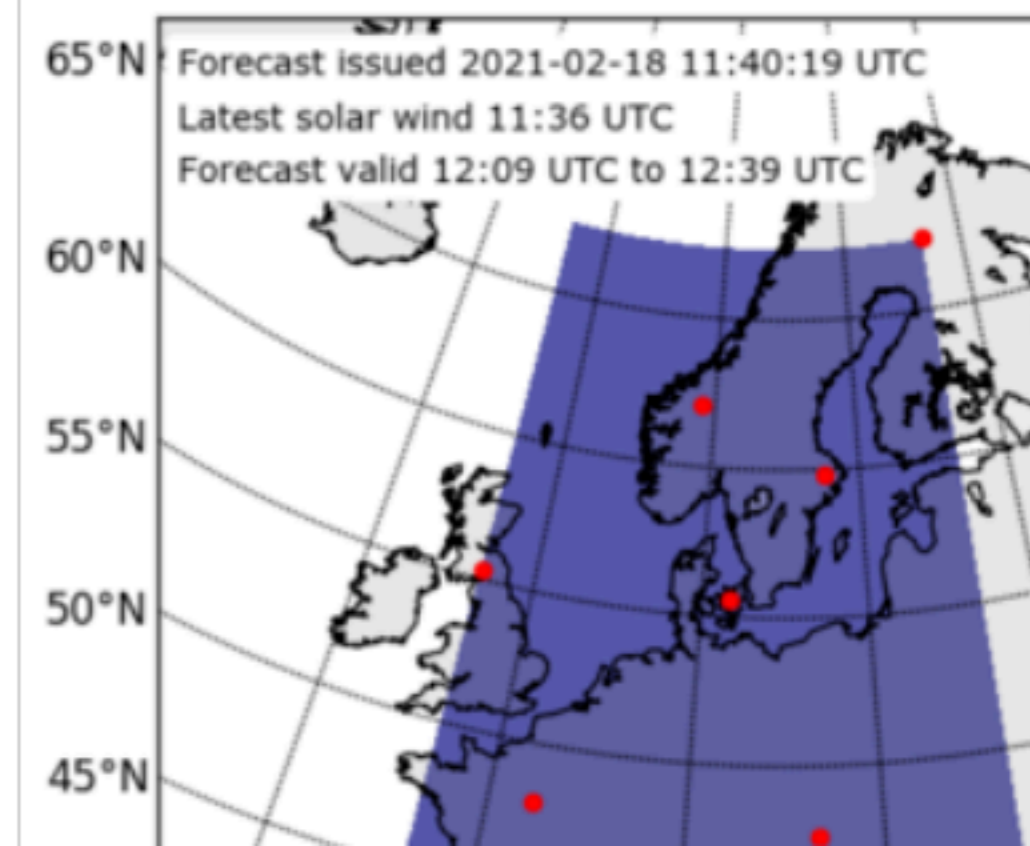 65°N
Forecast issued 2021-02-18 11:40:19 UTC
Latest solar wind 11:36 UTC
Forecast valid 12:09 UTC to 12:39 UTC
60°N
55°N
50°N
45°N